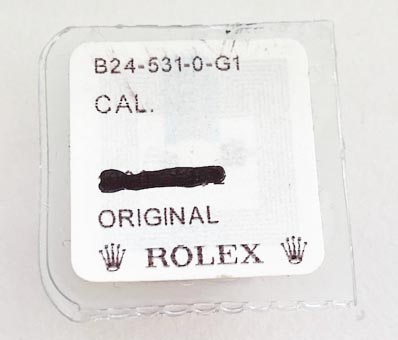 B24-531-0-G1
CAL.
ORIGINAL
ROLEX